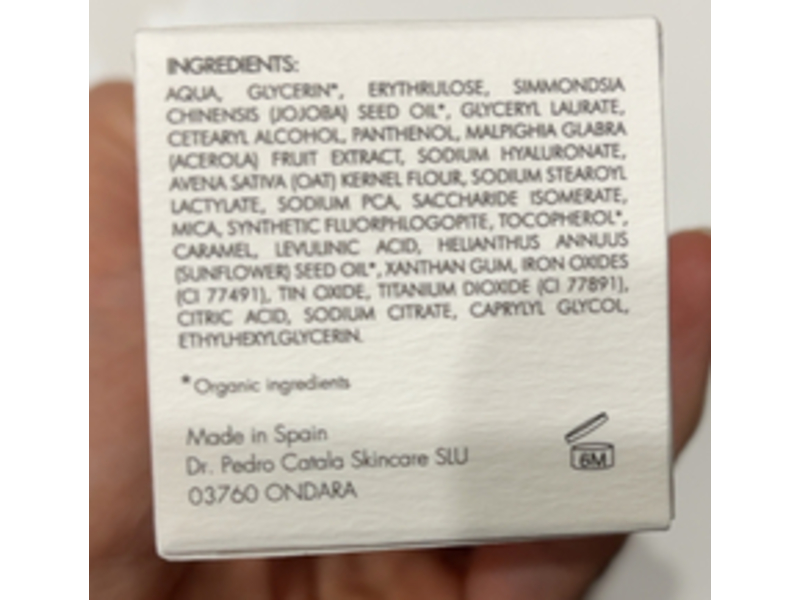 INGREDIENTS:
AQUA, GLYCERIN*, ERYTHRULOSE, SIMMONDSIA
CHINENSIS (JOJOBA) SEED OIL*, GLYCERYL LAURATE,
CETEARYL ALCOHOL, PANTHENOL, MALPIGHIA GLABRA
(ACEROLA) FRUIT EXTRACT, SODIUM HYALURONATE,
AVENA SATIVA (OAT) KERNEL FLOUR, SODIUM STEAROYL
LACTYLATE, SODIUM PCA, SACCHARIDE ISOMERATE,
MICA, SYNTHETIC FLUORPHLOGOPITE, TOCOPHEROL*,
CARAMEL, LEVULINIC ACID, HELIANTHUS ANNUUS
(SUNFLOWER) SEED OIL*, XANTHAN GUM, IRON OXIDES
(CI 77491), TIN OXIDE, TITANIUM DIOXIDE (CI 77891),
CITRIC ACID, SODIUM CITRATE, CAPRYLYL GLYCOL,
ETHYLHEXYLGLYCERIN.
*Organic ingredients
Made in Spain
Dr. Pedro Catala Skincare SLU
03760 ONDARA
6M